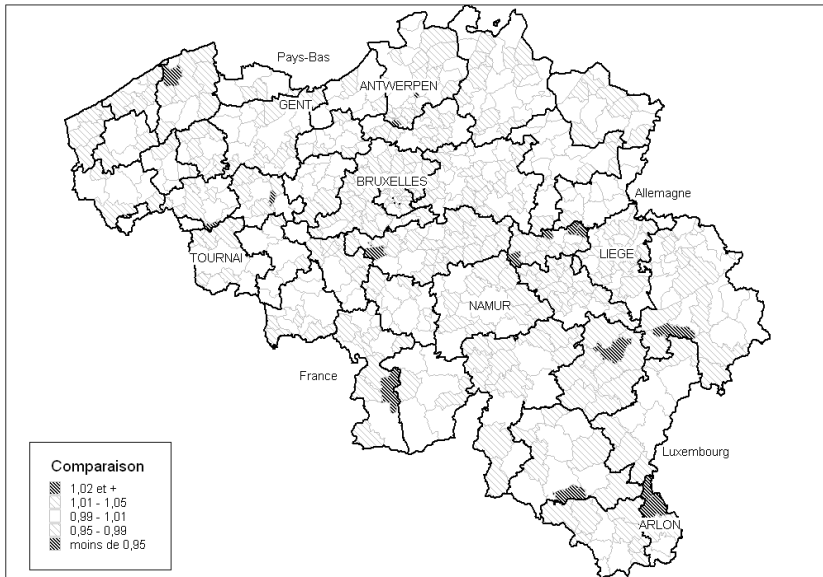 Pays-Bas
ANTWERPEN
GENT
BRUXELLES
Allemagne
TOURNAI
LIEGE
NAMUR
France
Luxembourg
ARLON
Comparaison
1,02 et +
1,01 - 1,05
0,99 - 1,01
0,95 - 0,99
moins de 0,95